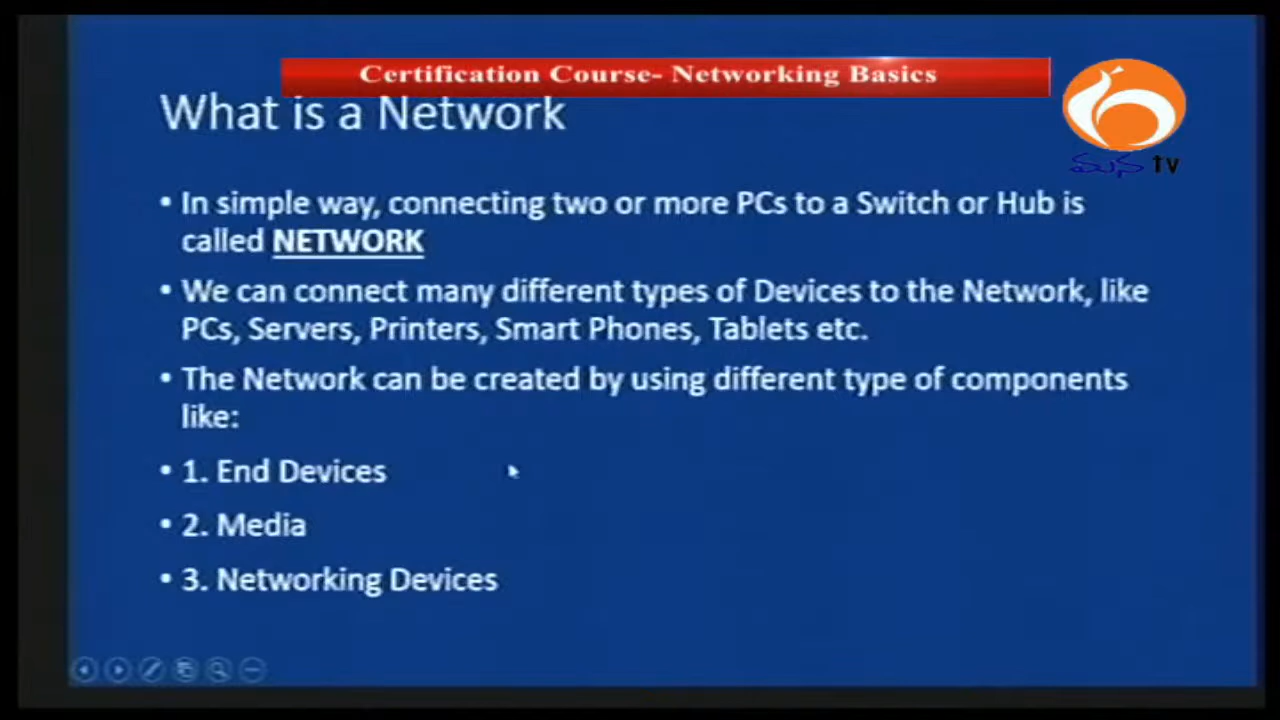 Certification Course- Networking Basics
What is a Network
మన tv
• In simple way, connecting two or more PCs to a Switch or Hub is
called NETWORK
• We can connect many different types of Devices to the Network, like
PCs, Servers, Printers, Smart Phones, Tablets etc.
• The Network can be created by using different type of components
like:
• 1. End Devices
• 2. Media
• 3. Networking Devices